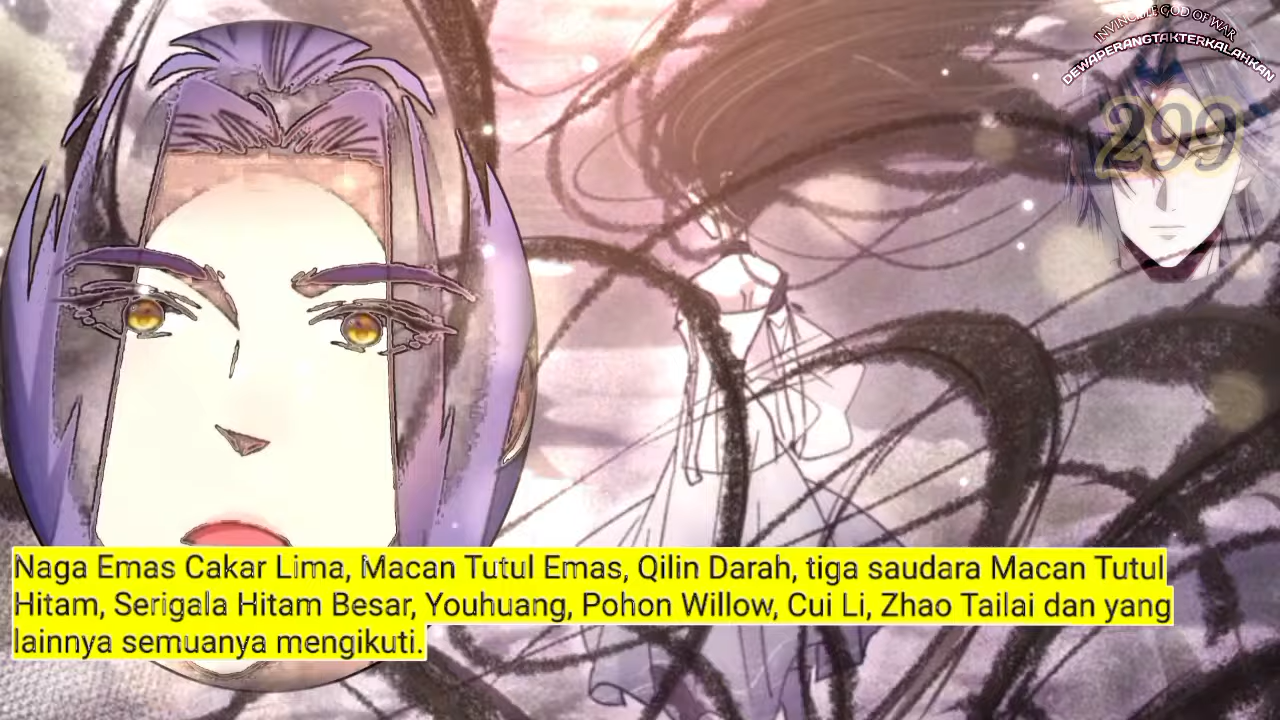 INVINCIBLE GOD OF WAR
DEWAPERANGTAKTERKALAHKAN
299
Naga Emas Cakar Lima, Macan Tutul Emas, Qilin Darah, tiga saudara Macan Tutul
Hitam, Serigala Hitam Besar, Youhuang, Pohon Willow, Cui Li, Zhao Tailai dan yang
lainnya semuanya mengikuti.